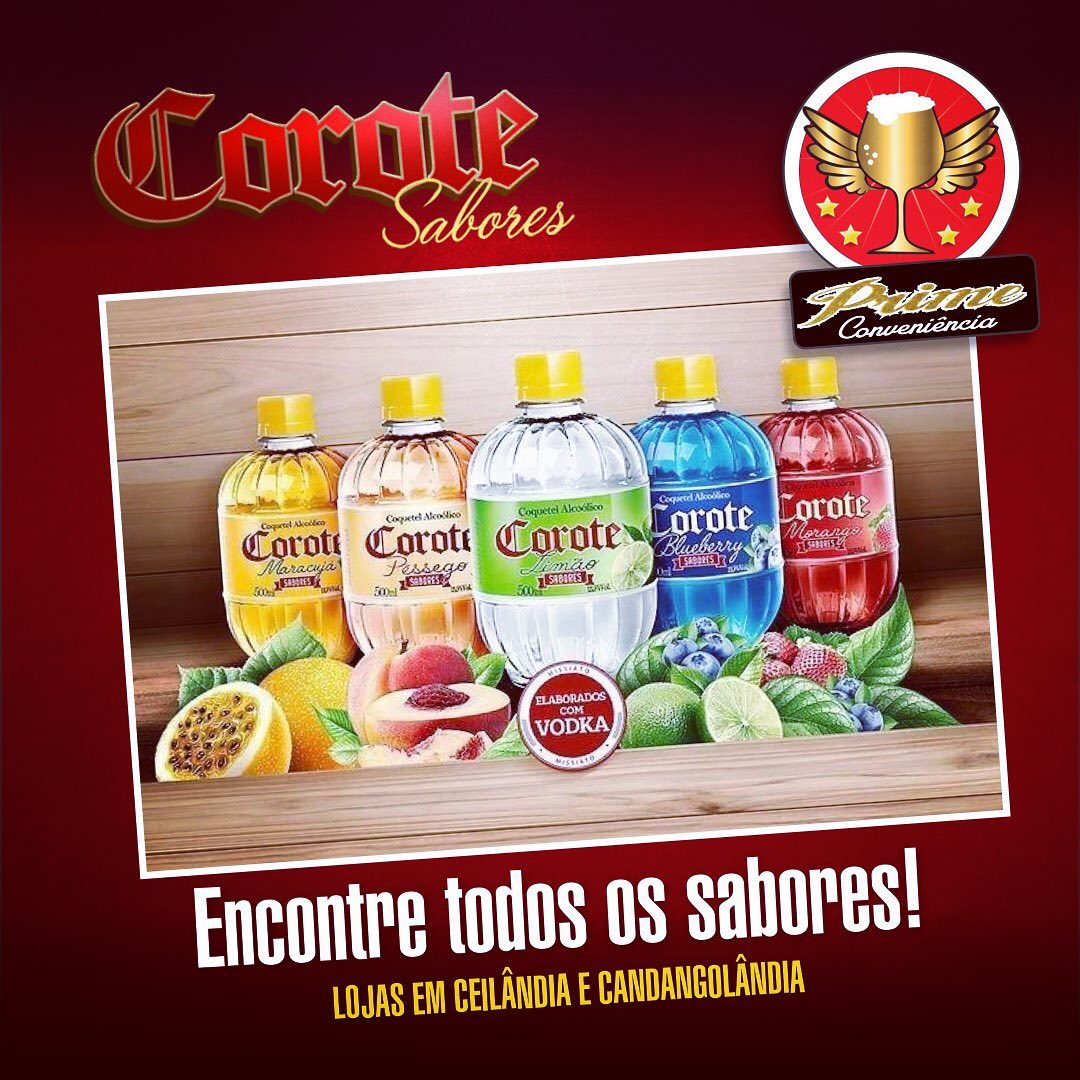 Corote
Sabores
Prime
Conveniência
Coquetel Alcoólico
Corote
Maracujá
SABORES
500ml
Coquetel Alcoólico
Corote
Pêssego
SABORES
500ml
Coquetel Alcoólico
Corote
Limão
SABORES
500ml
Coquetel Alcoólico
Corote
Blueberry
SABORES
Coquetel Alcoólico
Corote
Morango
SABORES
MISSIATO
ELABORADOS
COM
VODKA
MISSIATO
Encontre todos os sabores!
LOJAS EM CEILÂNDIA E CANDANGOLÂNDIA